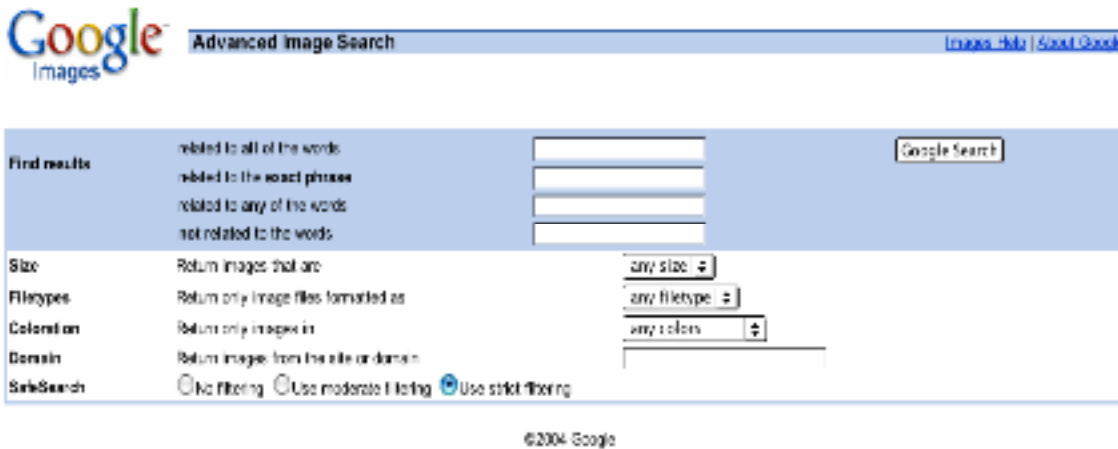 Google
Images
Advanced Image Search
Images Help | About Google
Find results
related to all of the words
Google Search
related to the exact phrase
related to any of the words
not related to the words
Size
Return images that are
any size
Filetypes
Return only image files formatted as
any filetype
Coloration
Return only images in
any colors
Domain
Return images from the site or domain
SafeSearch
No filtering Use moderate filtering Use strict filtering
©2004 Google